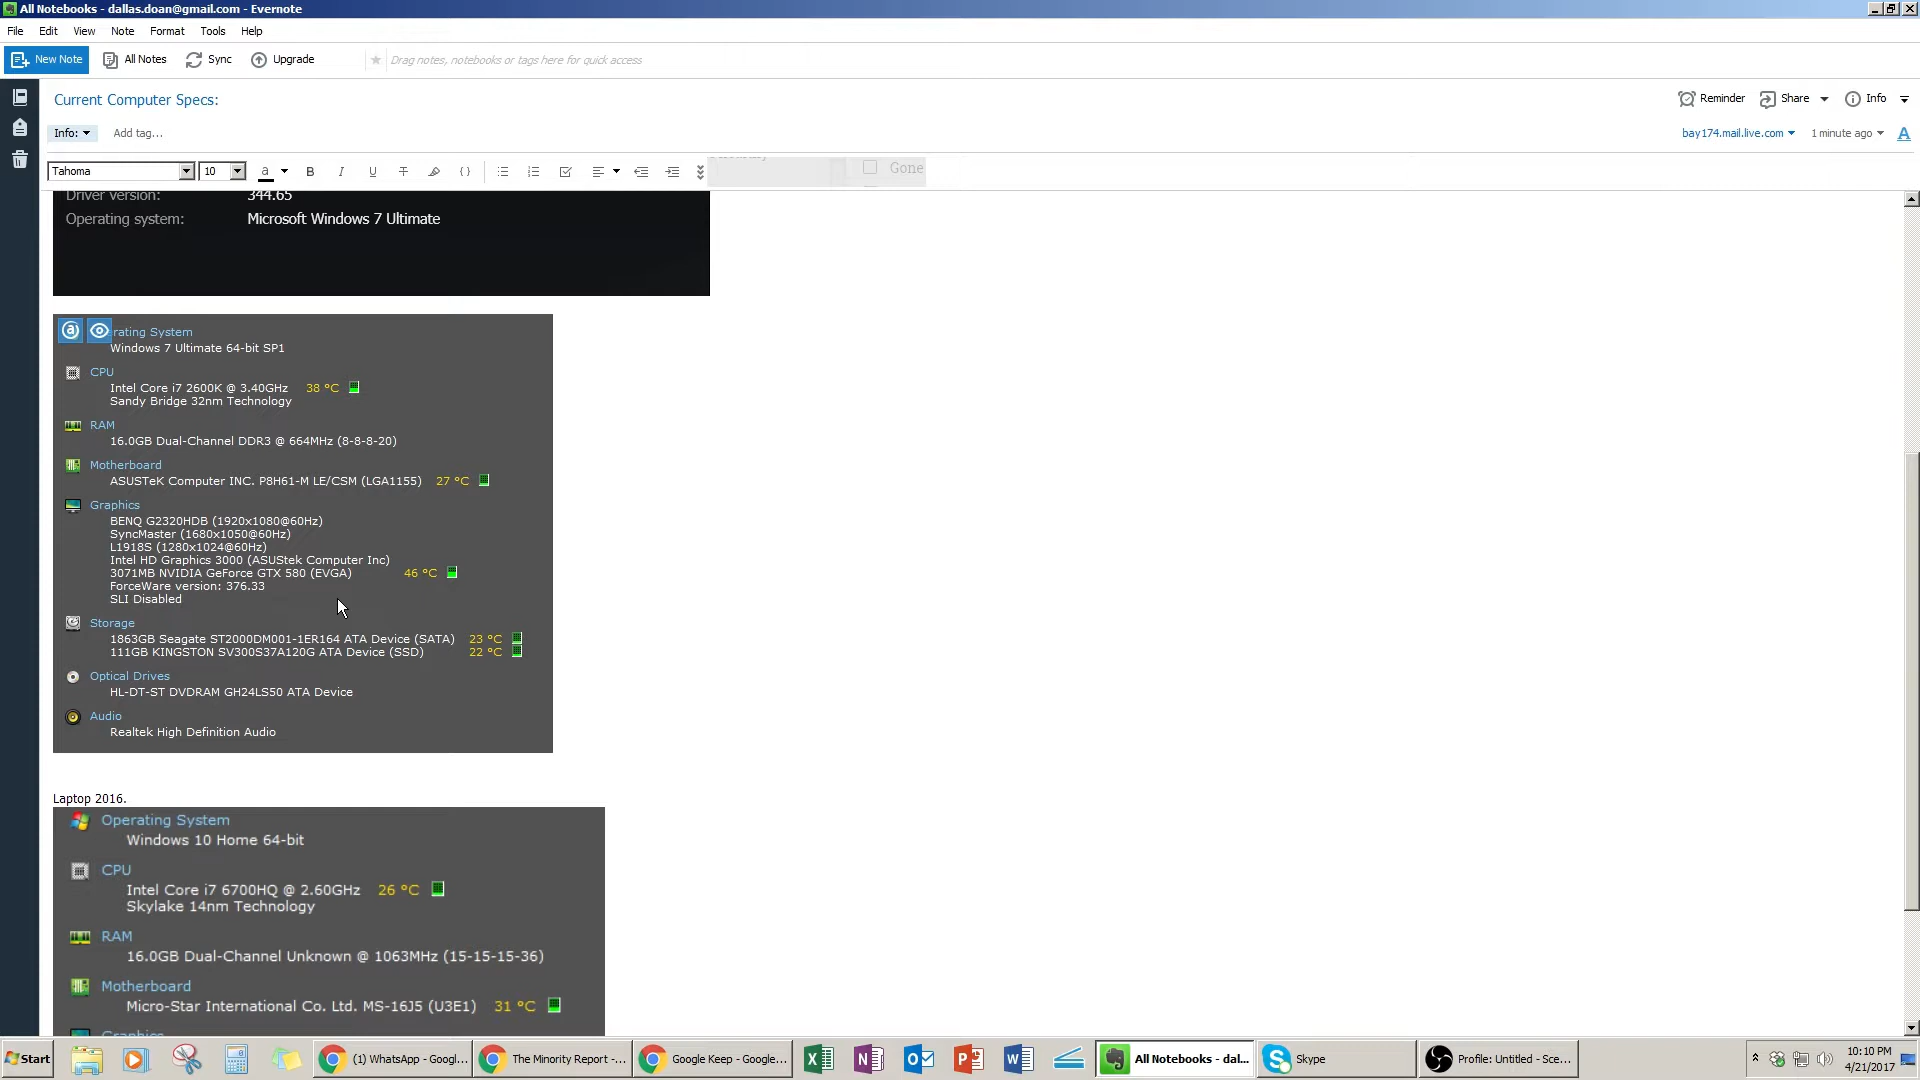 All Notebooks - dallas.doan@gmail.com - Evernote
File Edit View Note Format Tools Help
New Note All Notes Sync Upgrade Drag notes, notebooks or tags here for quick access
Current Computer Specs:
Reminder Share Info
Info: Add tag...
bay174.mail.live.com 1 minute ago A
Tahoma 10 a B I U T {} Gone
Driver version: 344.65
Operating system: Microsoft Windows 7 Ultimate
rating System
Windows 7 Ultimate 64-bit SP1
CPU
Intel Core i7 2600K @ 3.40GHz 38 °C
Sandy Bridge 32nm Technology
RAM
16.0GB Dual-Channel DDR3 @ 664MHz (8-8-8-20)
Motherboard
ASUSTeK Computer INC. P8H61-M LE/CSM (LGA1155) 27 °C
Graphics
BENQ G2320HDB (1920x1080@60Hz)
SyncMaster (1680x1050@60Hz)
L1918S (1280x1024@60Hz)
Intel HD Graphics 3000 (ASUStek Computer Inc)
3071MB NVIDIA GeForce GTX 580 (EVGA) 46 °C
ForceWare version: 376.33
SLI Disabled
Storage
1863GB Seagate ST2000DM001-1ER164 ATA Device (SATA) 23 °C
111GB KINGSTON SV300S37A120G ATA Device (SSD) 22 °C
Optical Drives
HL-DT-ST DVDRAM GH24LS50 ATA Device
Audio
Realtek High Definition Audio
Laptop 2016.
Operating System
Windows 10 Home 64-bit
CPU
Intel Core i7 6700HQ @ 2.60GHz 26 °C
Skylake 14nm Technology
RAM
16.0GB Dual-Channel Unknown @ 1063MHz (15-15-15-36)
Motherboard
Micro-Star International Co. Ltd. MS-16J5 (U3E1) 31 °C
Graphics
Start (1) WhatsApp - Googl... The Minority Report -... Google Keep - Google... All Notebooks - dal... Skype Profile: Untitled - Sce... 10:10 PM
4/21/2017